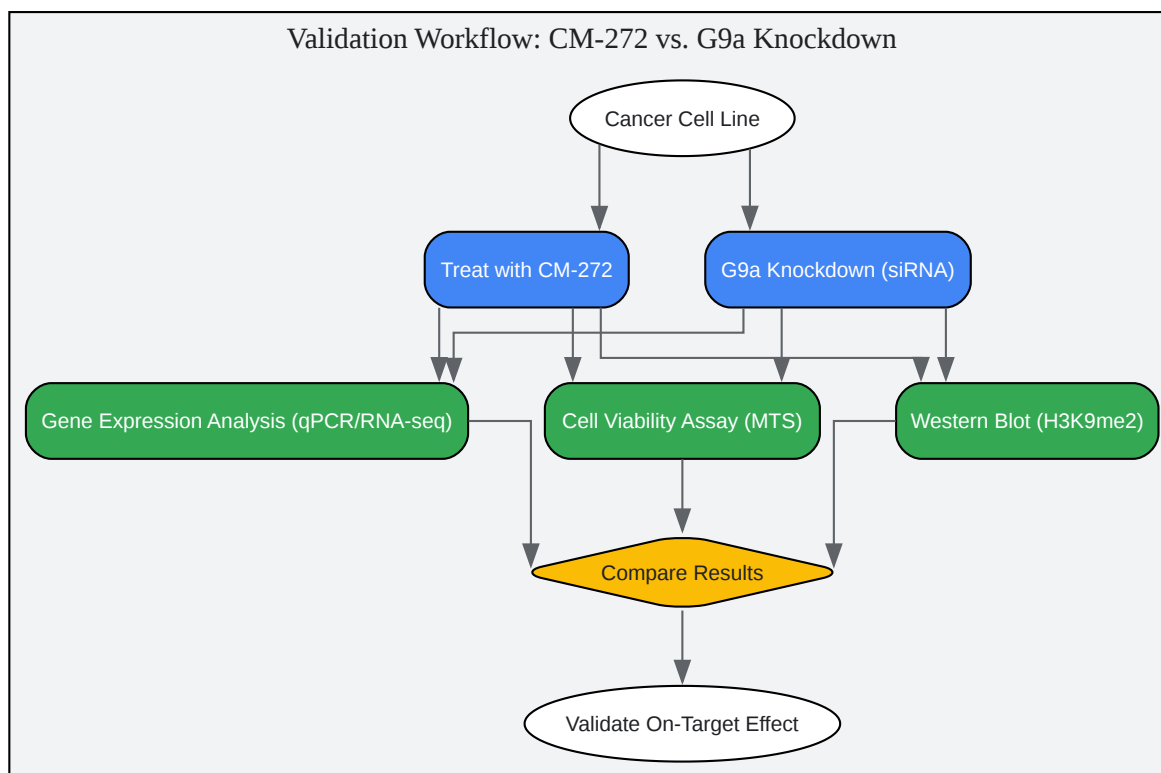 Validation Workflow: CM-272 vs. G9a Knockdown
Cancer Cell Line
Treat with CM-272
G9a Knockdown (siRNA)
Gene Expression Analysis (qPCR/RNA-seq)
Cell Viability Assay (MTS)
Western Blot (H3K9me2)
Compare Results
Validate On-Target Effect